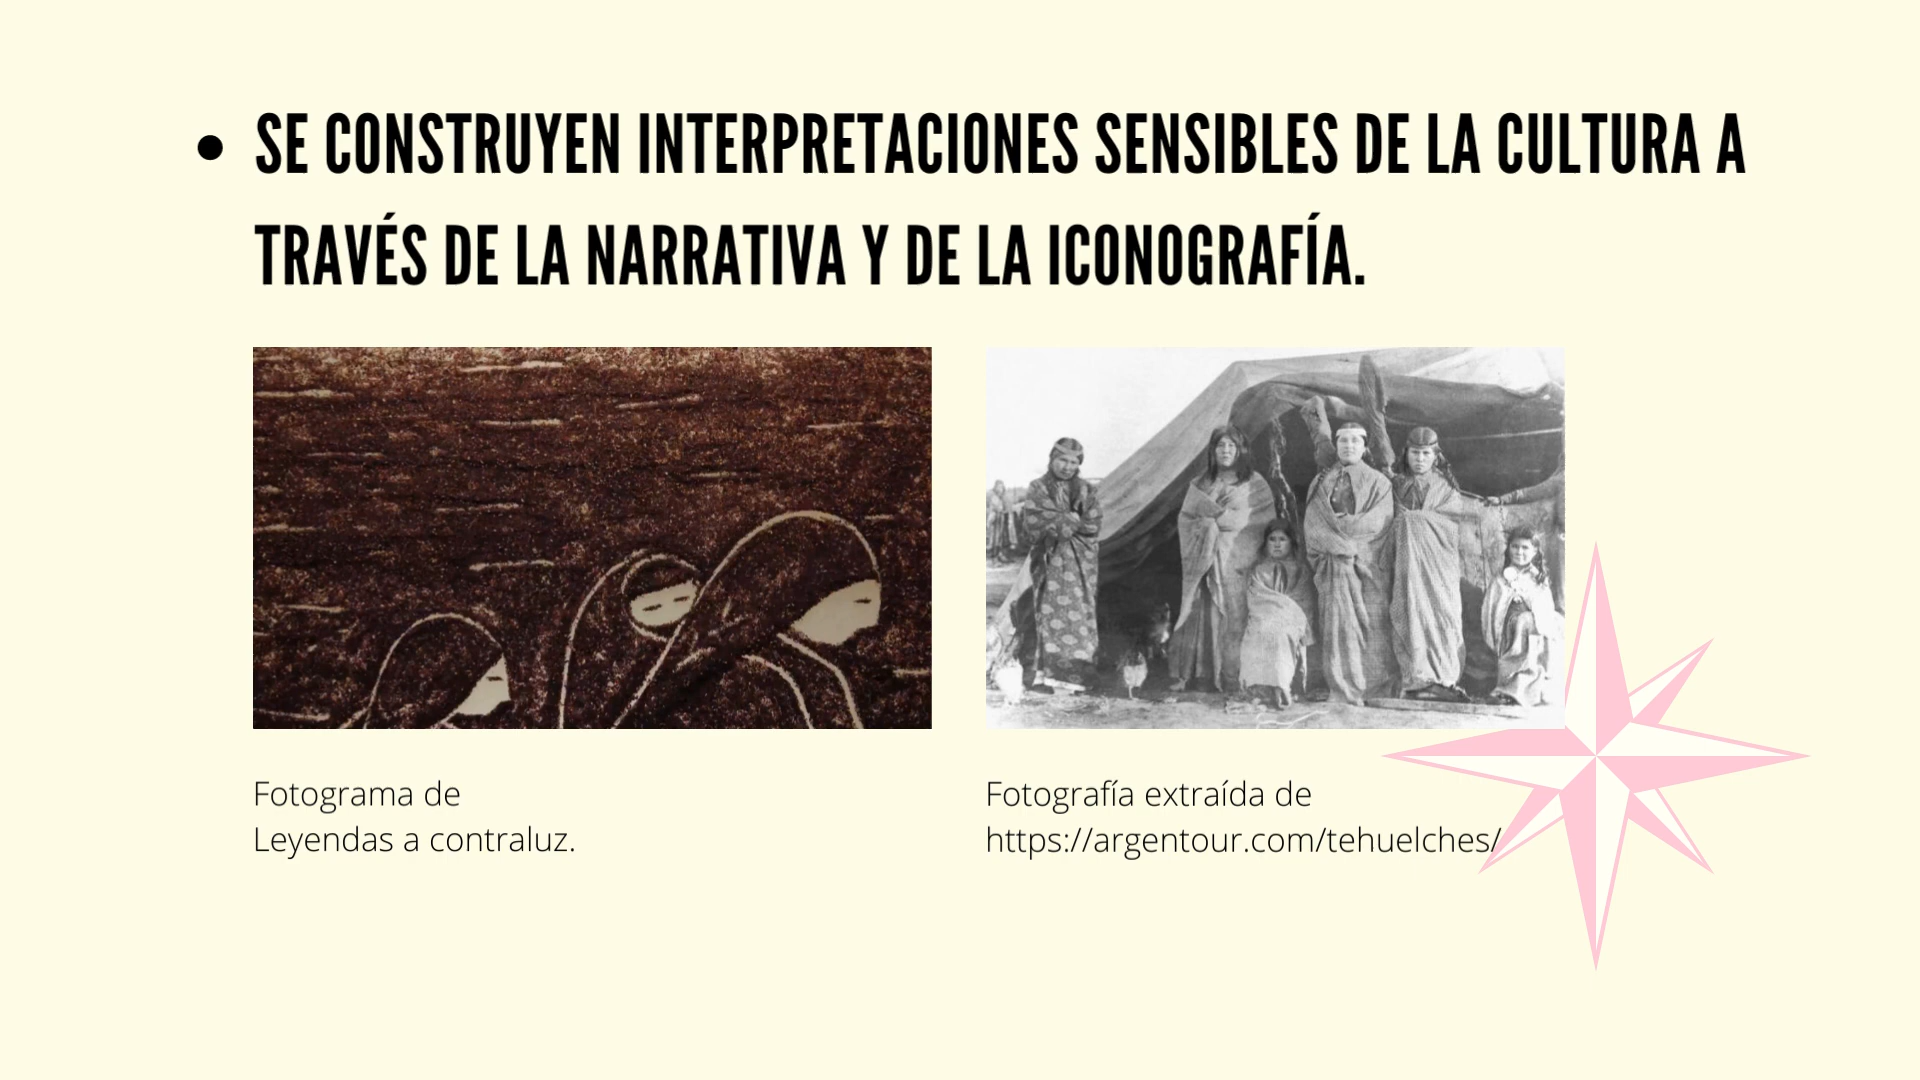 SE CONSTRUYEN INTERPRETACIONES SENSIBLES DE LA CULTURA A
TRAVÉS DE LA NARRATIVA Y DE LA ICONOGRAFÍA.
Fotograma de
Leyendas a contraluz.
Fotografía extraída de
https://argentour.com/tehuelches/